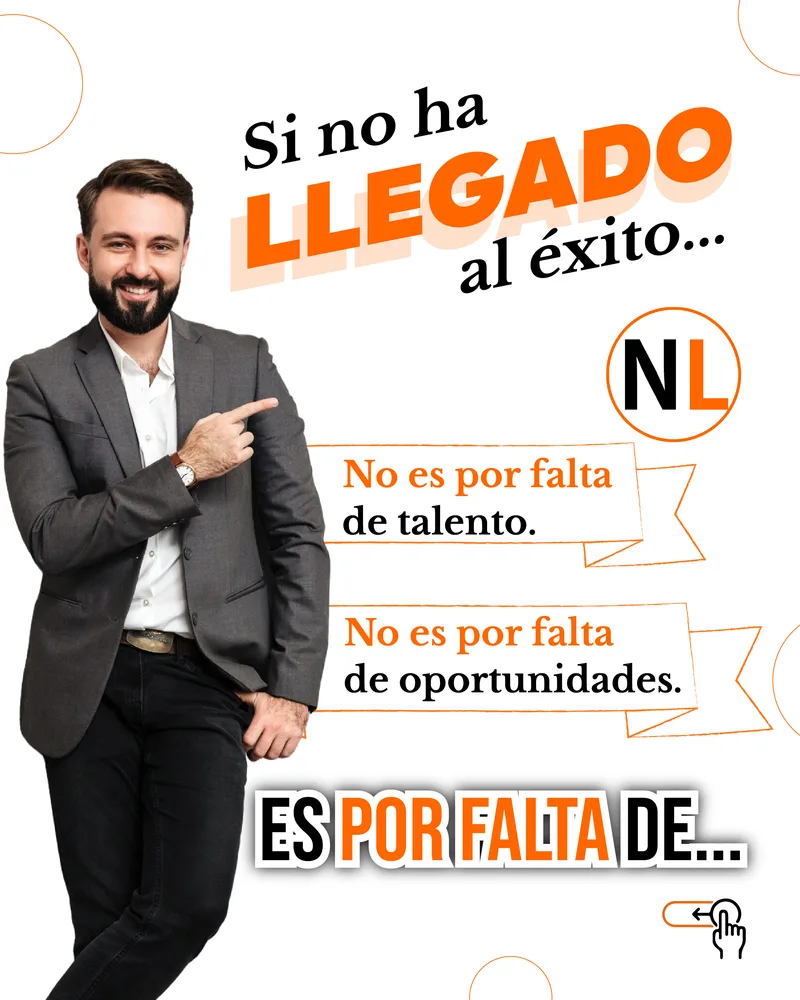 Si no ha
LLEGADO
al éxito...
NL
No es por falta
de talento.
No es por falta
de oportunidades.
ES POR FALTA DE...